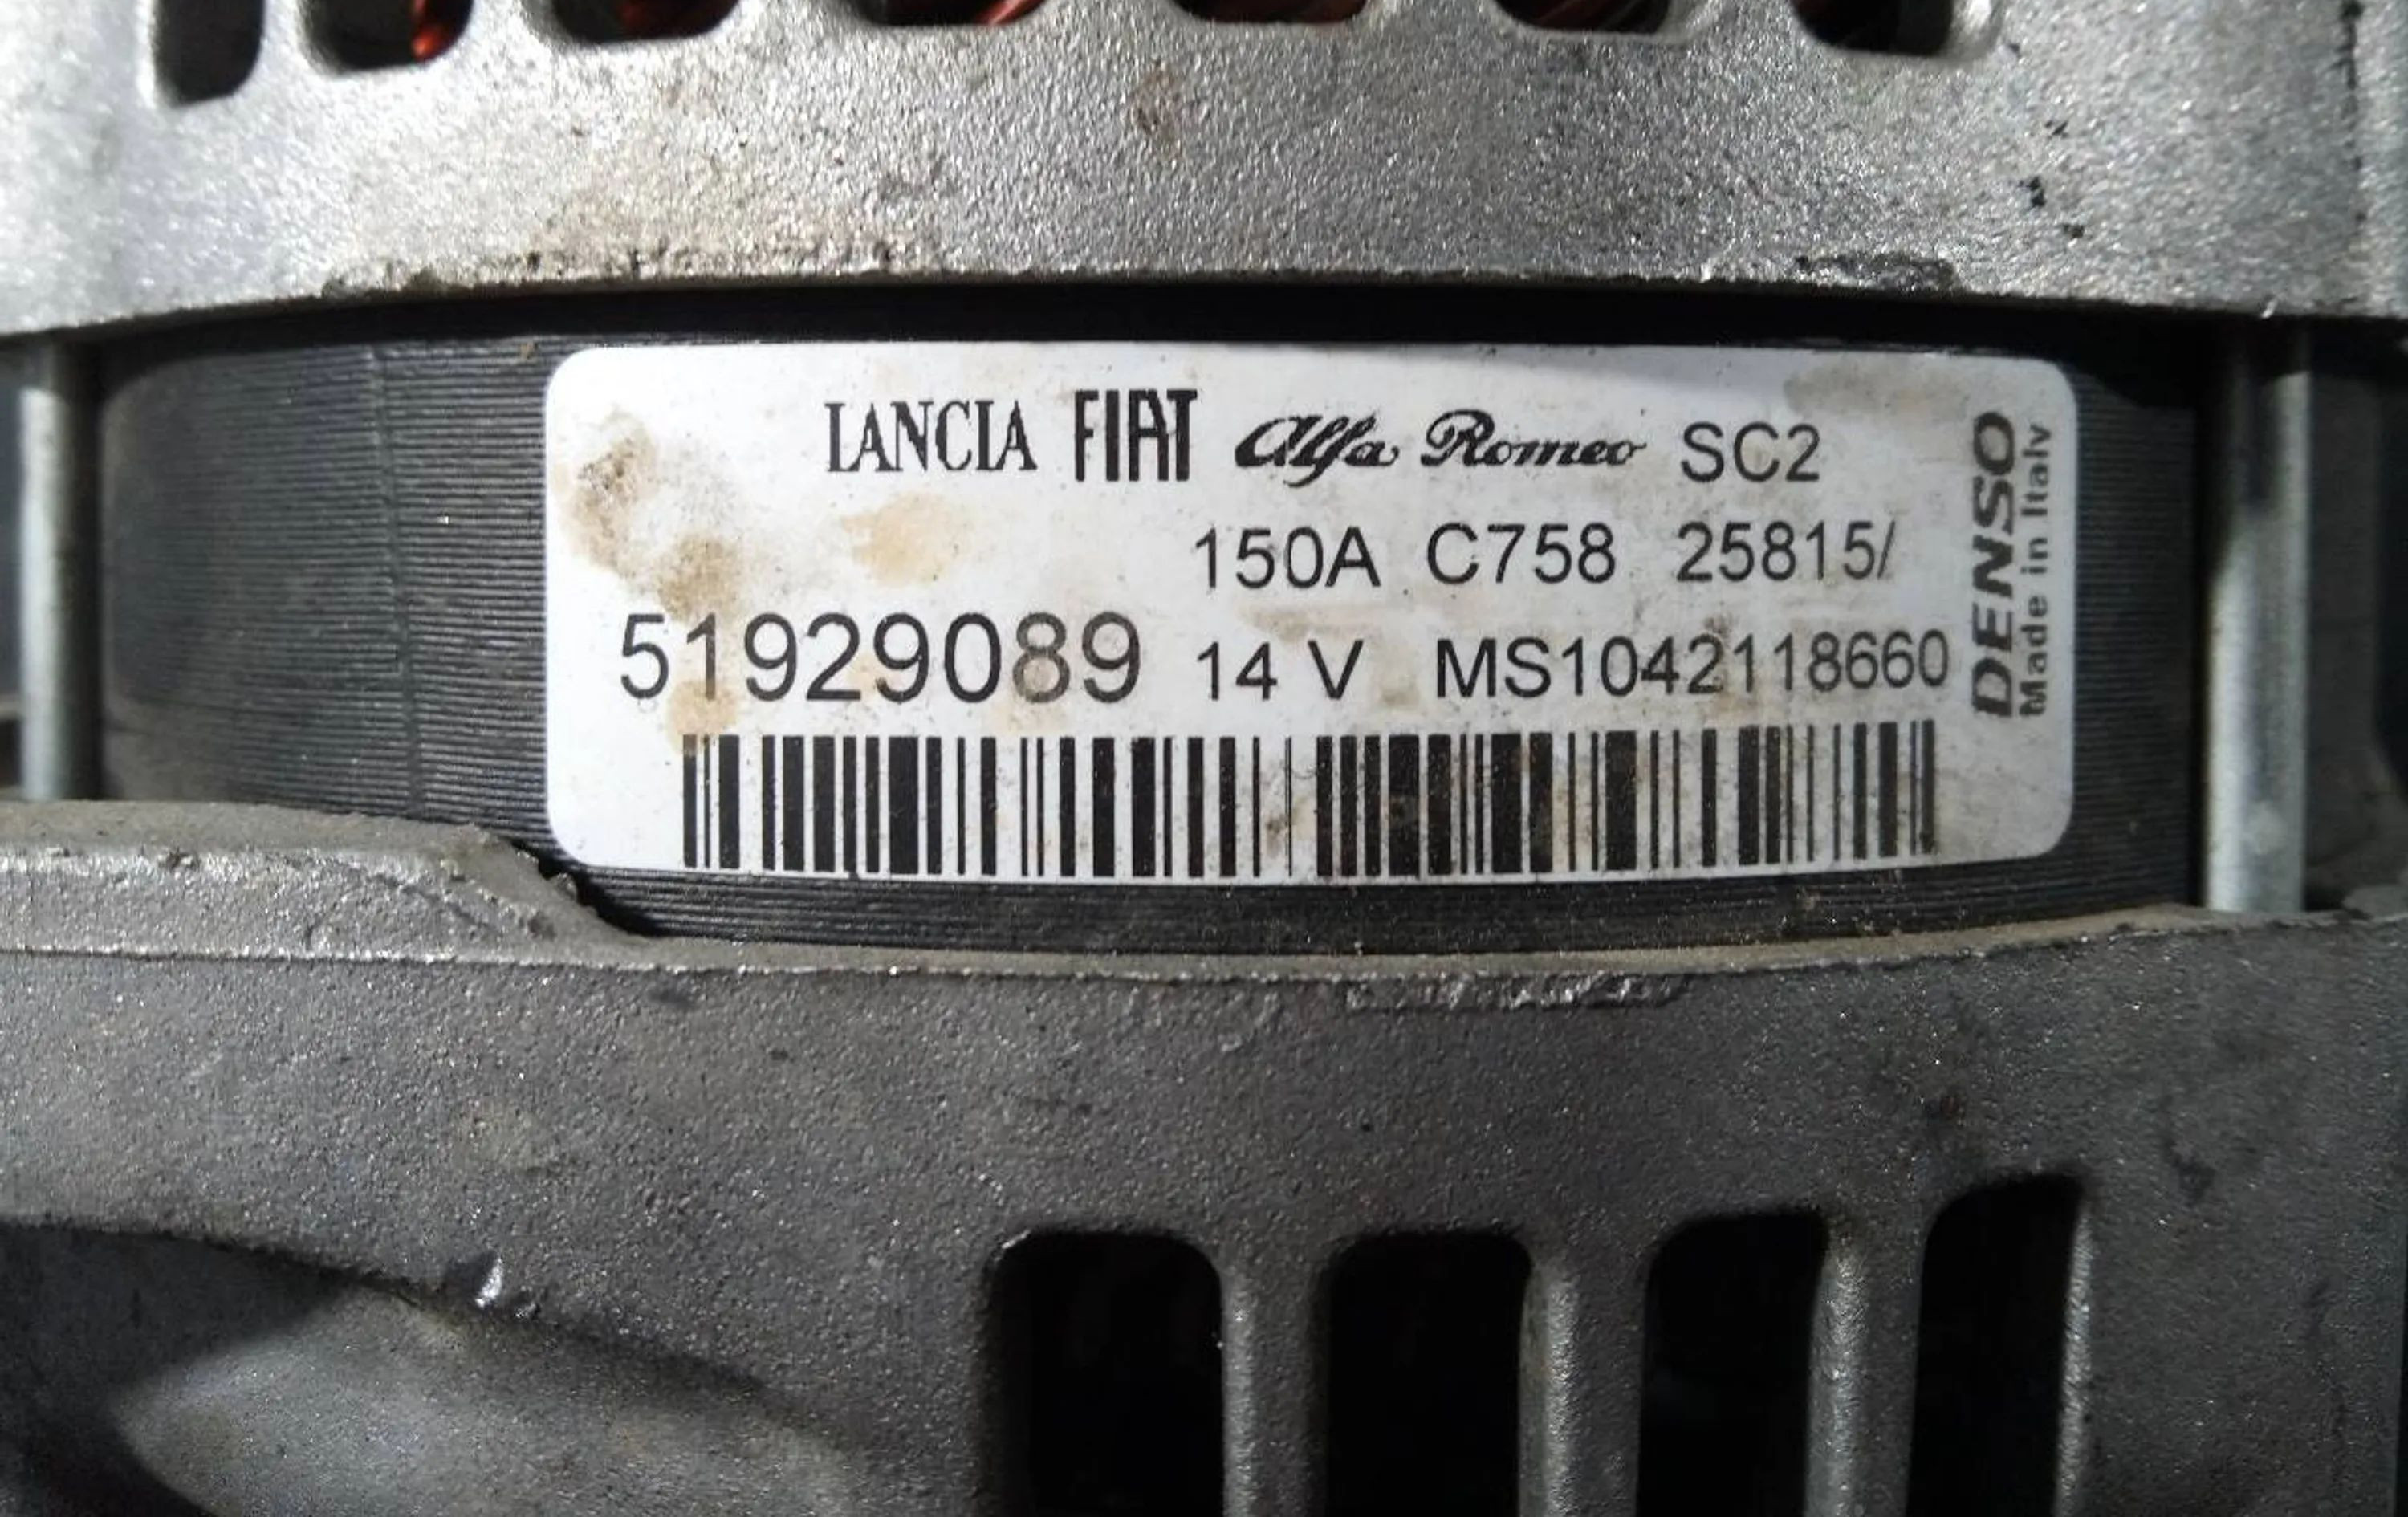 LANCIA FIAT Alfa Romeo SC2
150A C758 25815/
51929089 14 V MS1042118660
DENSO
Made in Italy